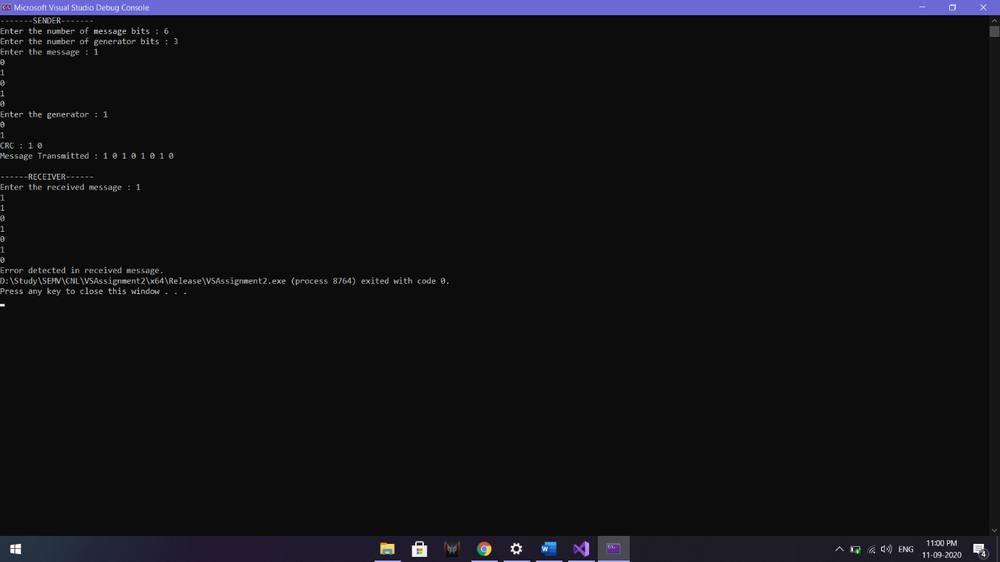 Microsoft Visual Studio Debug Console
-------SENDER-------
Enter the number of message bits : 6
Enter the number of generator bits : 3
Enter the message : 1
0
1
0
1
0
Enter the generator : 1
0
1
CRC : 1 0
Message Transmitted : 1 0 1 0 1 0 1 0
------RECEIVER------
Enter the received message : 1
1
1
0
1
0
1
0
Error detected in received message.
D:\Study\SEMV\CNL\VSAssignment2\x64\Release\VSAssignment2.exe (process 8764) exited with code 0.
Press any key to close this window . . .
ENG
11:00 PM
11-09-2020
4